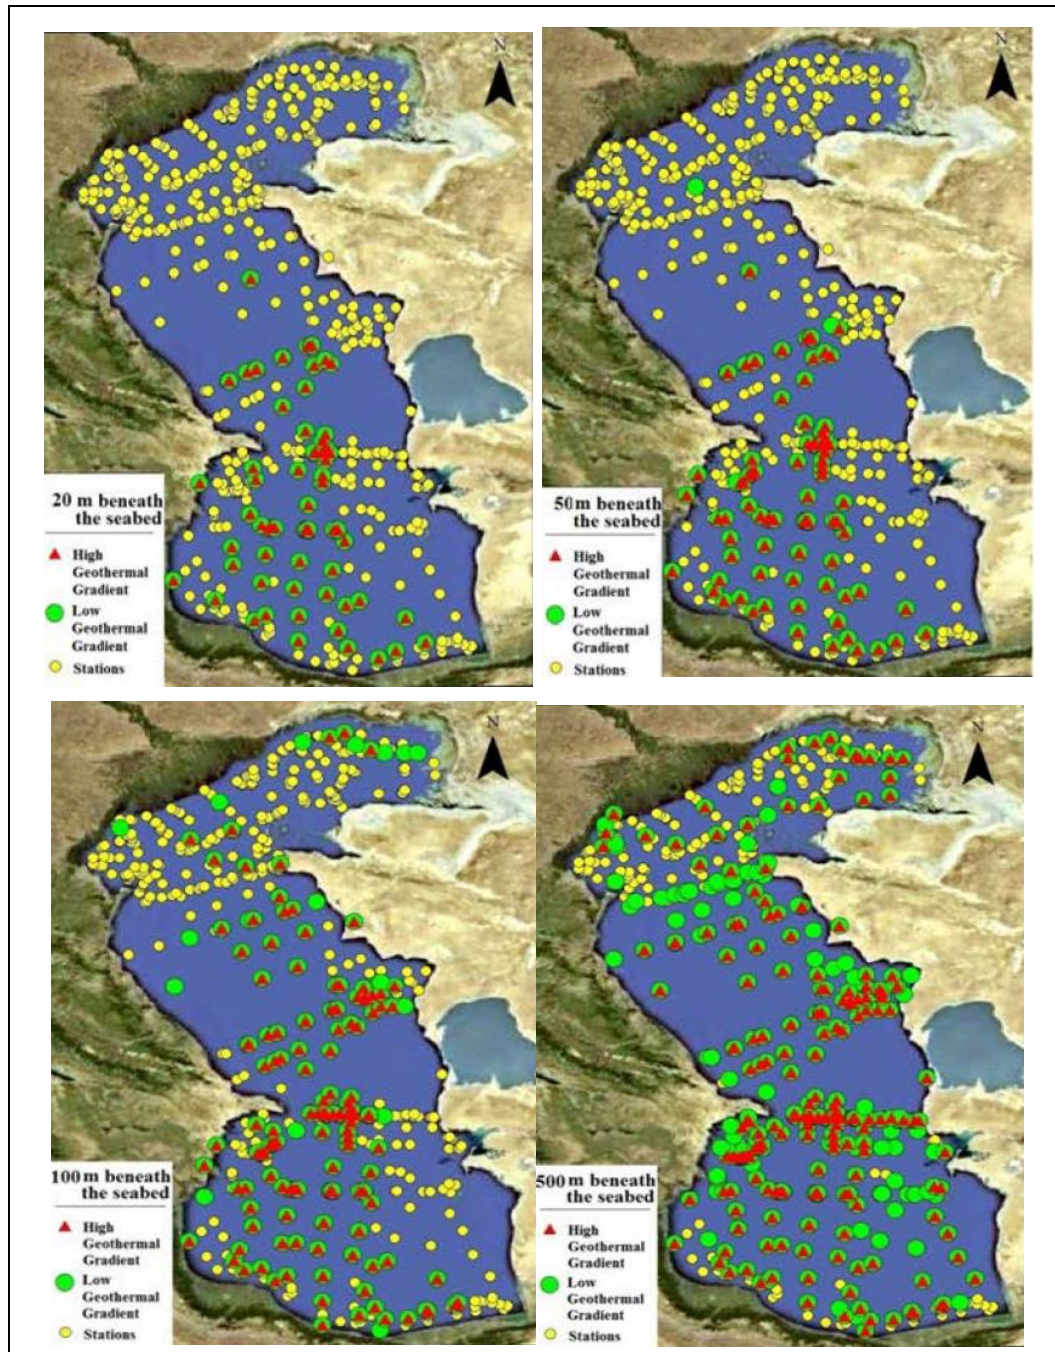 N
20 m beneath
the seabed
High
Geothermal
Gradient
Low
Geothermal
Gradient
Stations
N
50m beneath
the seabed
High
Geothermal
Gradient
Low
Geothermal
Gradient
Stations
N
100 m beneath
the seabed
High
Geothermal
Gradient
Low
Geothermal
Gradient
Stations
N
500 m beneath
the seabed
High
Geothermal
Gradient
Low
Geothermal
Gradient
Stations